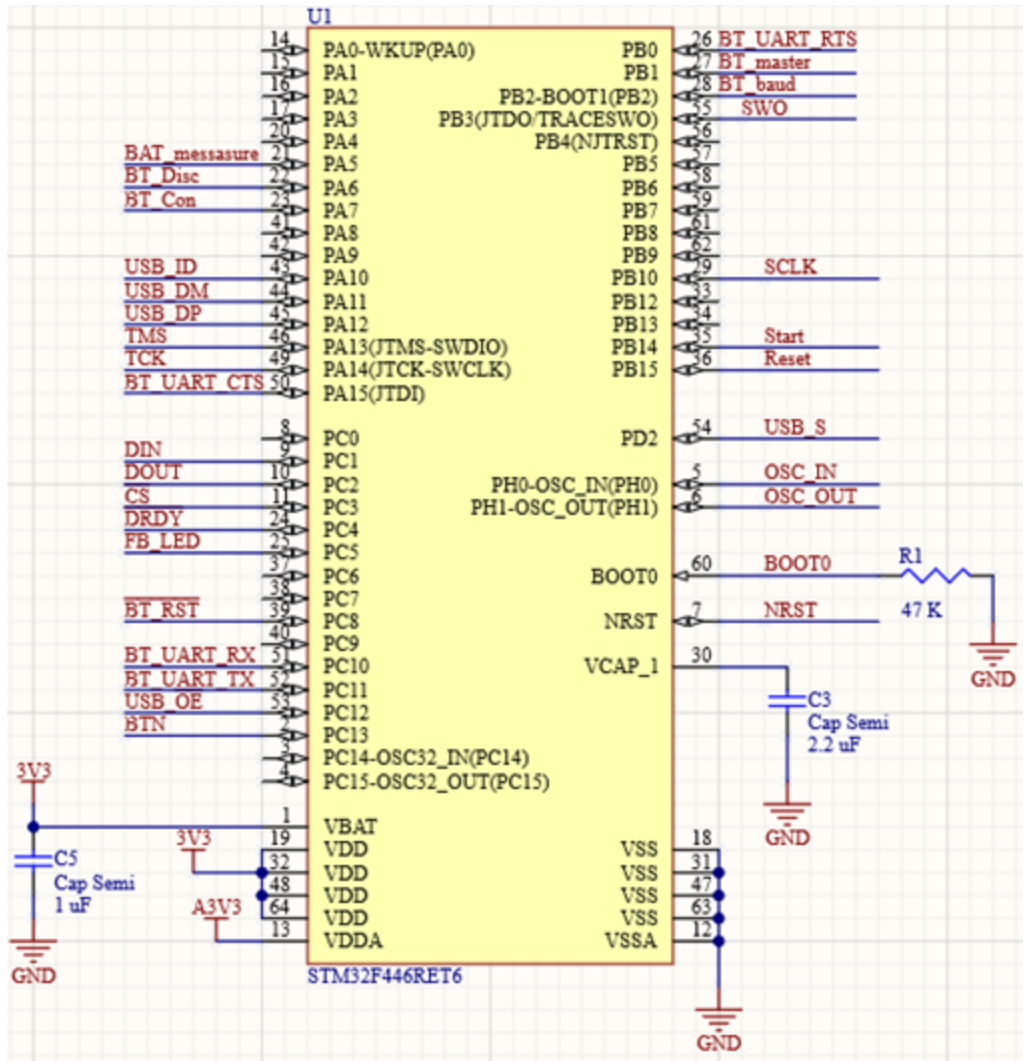 U1
14 PA0-WKUP(PA0)
15 PA1
16 PA2
17 PA3
20 PA4
BAT_messasure 21 PA5
BT_Disc 22 PA6
BT_Con 23 PA7
41 PA8
42 PA9
USB_ID 43 PA10
USB_DM 44 PA11
USB_DP 45 PA12
TMS 46 PA13(JTMS-SWDIO)
TCK 49 PA14(JTCK-SWCLK)
BT_UART_CTS 50 PA15(JTDI)
8 PC0
DIN 9 PC1
DOUT 10 PC2
CS 11 PC3
DRDY 24 PC4
FB_LED 25 PC5
37 PC6
38 PC7
BT_RST 39 PC8
40 PC9
BT_UART_RX 51 PC10
BT_UART_TX 52 PC11
USB_OE 53 PC12
BTN 2 PC13
3 PC14-OSC32_IN(PC14)
4 PC15-OSC32_OUT(PC15)
3V3
1 VBAT
3V3 19 VDD
32 VDD
48 VDD
64 VDD
A3V3 13 VDDA
C5
Cap Semi
1 uF
GND
PB0 26 BT_UART_RTS
PB1 27 BT_master
PB2-BOOT1(PB2) 28 BT_baud
PB3(JTDO/TRACESWO) 55 SWO
PB4(NJTRST) 56
PB5 57
PB6 58
PB7 59
PB8 61
PB9 62
PB10 29 SCLK
PB12 33
PB13 34
PB14 35 Start
PB15 36 Reset
PD2 54 USB_S
PH0-OSC_IN(PH0) 5 OSC_IN
PH1-OSC_OUT(PH1) 6 OSC_OUT
BOOT0 60 BOOT0
R1
47 K
GND
NRST 7 NRST
VCAP_1 30
C3
Cap Semi
2.2 uF
GND
VSS 18
VSS 31
VSS 47
VSS 63
VSSA 12
GND
STM32F446RET6